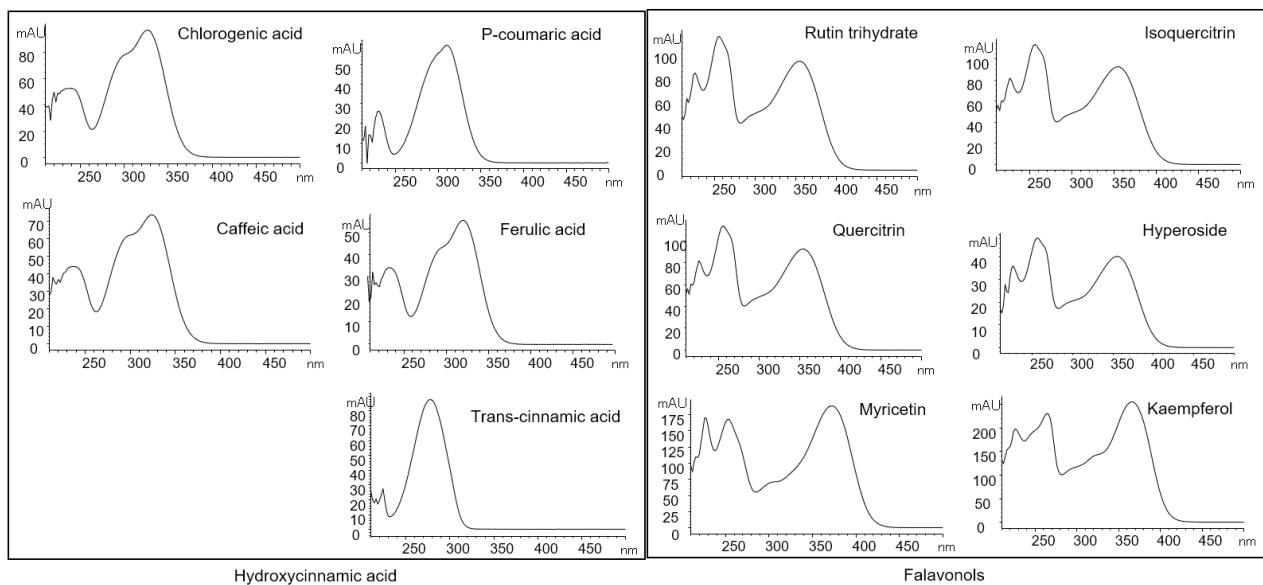 mAU
Chlorogenic acid
80
60
40
20
0
250 300 350 400 450 nm
mAU
P-coumaric acid
50
40
30
20
10
0
250 300 350 400 450 nm
mAU
Caffeic acid
70
60
50
40
30
20
10
0
250 300 350 400 450 nm
mAU
Ferulic acid
50
40
30
20
10
0
250 300 350 400 450 nm
mAU
Trans-cinnamic acid
80
70
60
50
40
30
20
10
0
250 300 350 400 450 nm
Hydroxycinnamic acid
mAU
Rutin trihydrate
100
80
60
40
20
0
250 300 350 400 450 nm
mAU
Isoquercitrin
100
80
60
40
20
0
250 300 350 400 450 nm
mAU
Quercitrin
100
80
60
40
20
0
250 300 350 400 450 nm
mAU
Hyperoside
40
30
20
10
0
250 300 350 400 450 nm
mAU
Myricetin
175
150
125
100
75
50
25
0
250 300 350 400 450 nm
mAU
Kaempferol
200
150
100
50
0
250 300 350 400 450 nm
Falavonols